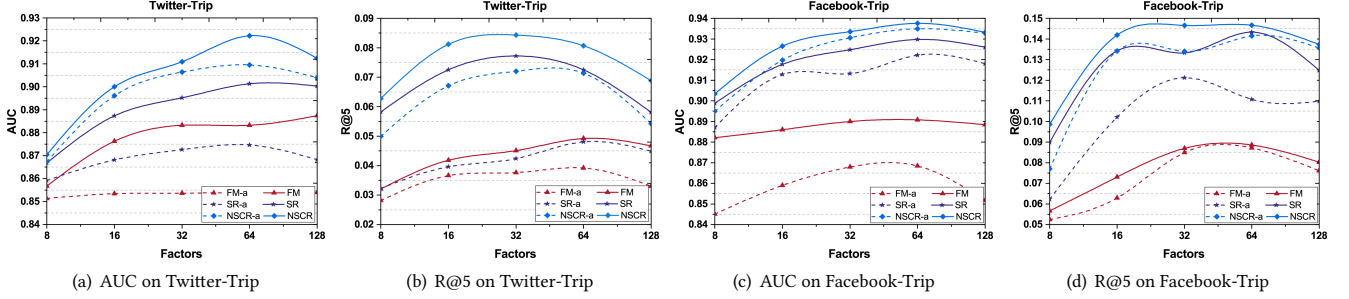 Twitter-Trip
0.93
0.92
0.91
0.90
0.89
0.88
0.87
0.86
0.85
0.84
AUC
8 16 32 64 128
Factors
FM-a FM
SR-a SR
NSCR-a NSCR
(a) AUC on Twitter-Trip
Twitter-Trip
0.09
0.08
0.07
0.06
0.05
0.04
0.03
0.02
R@5
8 16 32 64 128
Factors
FM-a FM
SR-a SR
NSCR-a NSCR
(b) R@5 on Twitter-Trip
Facebook-Trip
0.94
0.93
0.92
0.91
0.90
0.89
0.88
0.87
0.86
0.85
0.84
AUC
8 16 32 64 128
Factors
FM-a FM
SR-a SR
NSCR-a NSCR
(c) AUC on Facebook-Trip
Facebook-Trip
0.15
0.14
0.13
0.12
0.11
0.10
0.09
0.08
0.07
0.06
0.05
R@5
8 16 32 64 128
Factors
FM-a FM
SR-a SR
NSCR-a NSCR
(d) R@5 on Facebook-Trip